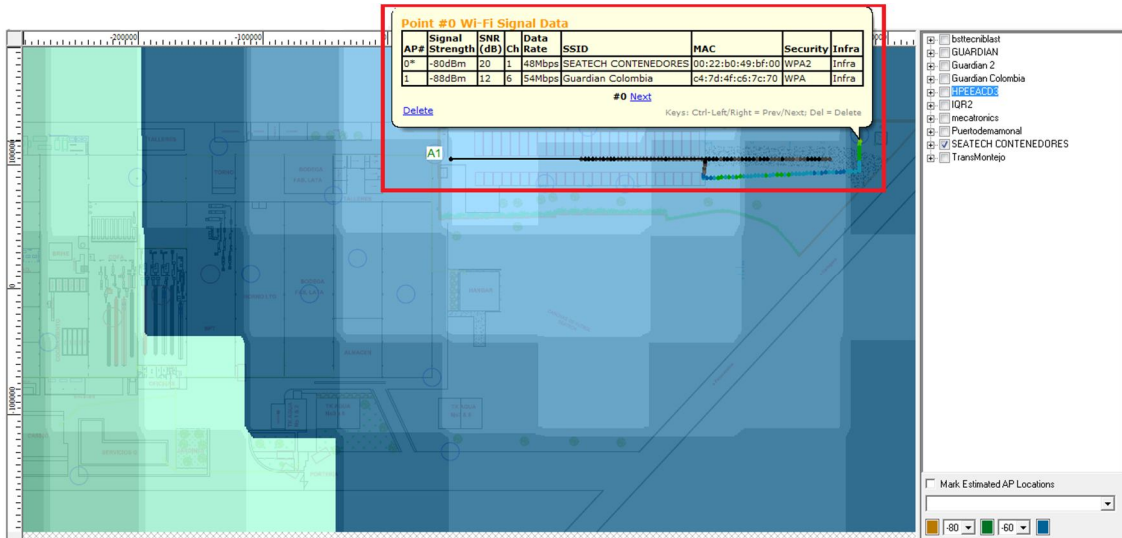 Point #0 Wi-Fi Signal Data
AP# Signal Strength SNR (dB) Ch Data Rate SSID MAC Security Infra
0* -80dBm 20 1 48Mbps SEATECH CONTENEDORES 00:22:b0:49:bf:00 WPA2 Infra
1 -88dBm 12 6 54Mbps Guardian Colombia c4:7d:4f:c6:7c:70 WPA Infra
#0 Next
Delete Keys: Ctrl-Left/Right = Prev/Next; Del = Delete
-200000 -100000
100000
0
-100000
A1
bsttecniblast
GUARDIAN
Guardian 2
Guardian Colombia
HPEEACD3
IQR2
mecatronics
Puertodemamonal
SEATECH CONTENEDORES
TransMontejo
Mark Estimated AP Locations
-80 -60